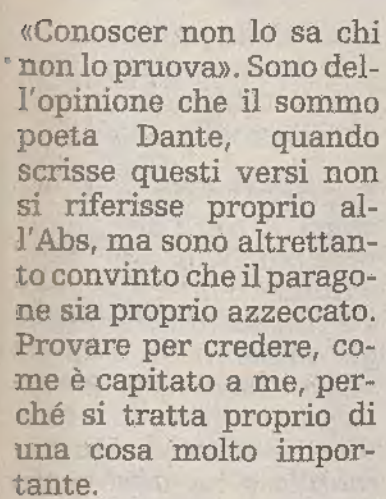 «Conoscer non lo sa chi
non lo pruova». Sono del-
l'opinione che il sommo
poeta Dante, quando
scrisse questi versi non
si riferisse proprio al-
l'Abs, ma sono altrettan-
to convinto che il parago-
ne sia proprio azzeccato.
Provare per credere, co-
me è capitato a me, per-
ché si tratta proprio di
una cosa molto impor-
tante.